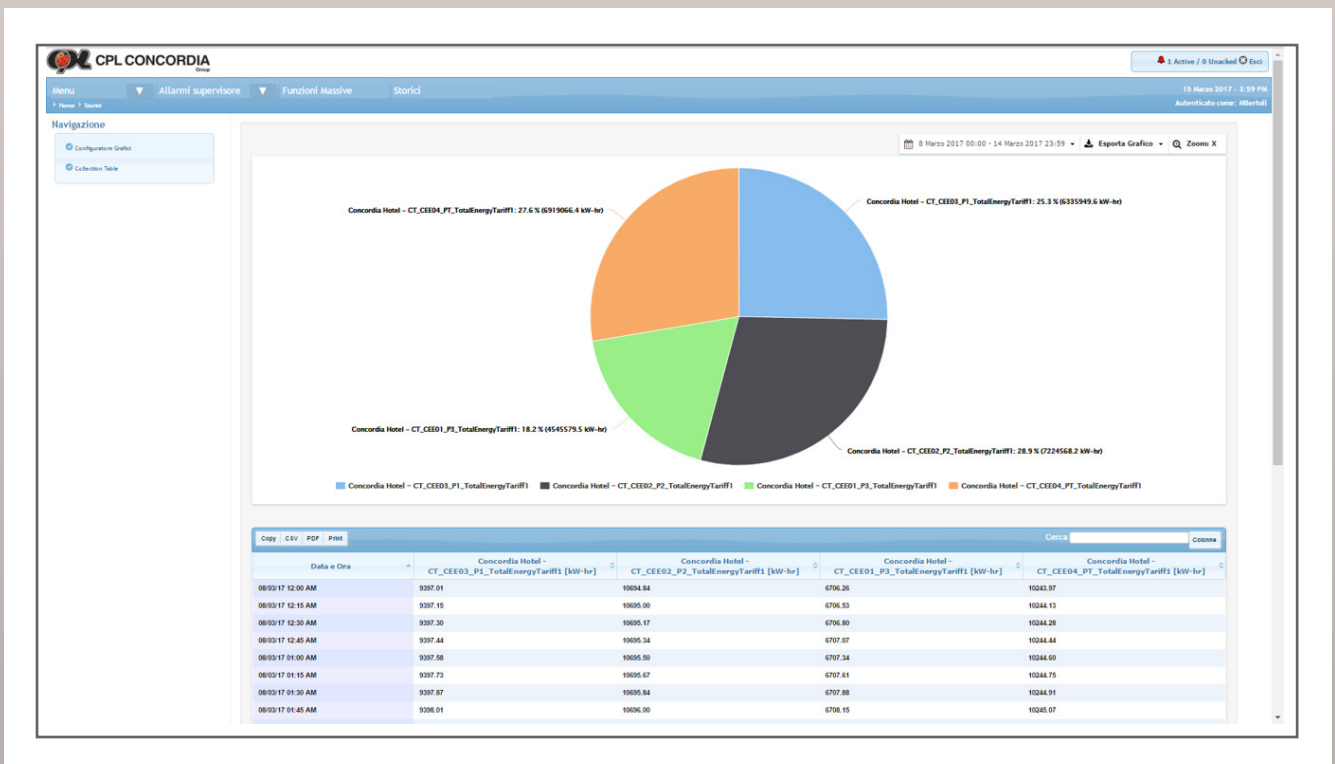 CPL CONCORDIA
Group
1 Active / 0 Unacked Esci
Menu Allarmi supervisore Funzioni Massive Storici
15 Marzo 2017 - 3:59 PM
Home Storici
Autenticato come: MBertoli
Navigazione
Configuratore Grafici
Collection Table
8 Marzo 2017 00:00 - 14 Marzo 2017 23:59 Esporta Grafico Zoom: X
Concordia Hotel - CT_CEE03_P1_TotalEnergyTariff1: 25.3 % (6335949.6 kW-hr)
Concordia Hotel - CT_CEE04_PT_TotalEnergyTariff1: 27.6 % (6919066.4 kW-hr)
Concordia Hotel - CT_CEE01_P3_TotalEnergyTariff1: 18.2 % (4545579.5 kW-hr)
Concordia Hotel - CT_CEE02_P2_TotalEnergyTariff1: 28.9 % (7224568.2 kW-hr)
Concordia Hotel - CT_CEE03_P1_TotalEnergyTariff1 Concordia Hotel - CT_CEE02_P2_TotalEnergyTariff1 Concordia Hotel - CT_CEE01_P3_TotalEnergyTariff1 Concordia Hotel - CT_CEE04_PT_TotalEnergyTariff1
Copy CSV PDF Print Cerca Colonne
Data e Ora Concordia Hotel - Concordia Hotel - Concordia Hotel - Concordia Hotel -
CT_CEE03_P1_TotalEnergyTariff1 [kW-hr] CT_CEE02_P2_TotalEnergyTariff1 [kW-hr] CT_CEE01_P3_TotalEnergyTariff1 [kW-hr] CT_CEE04_PT_TotalEnergyTariff1 [kW-hr]
08/03/17 12:00 AM 9397.01 10694.84 6706.26 10243.97
08/03/17 12:15 AM 9397.15 10695.00 6706.53 10244.13
08/03/17 12:30 AM 9397.30 10695.17 6706.80 10244.28
08/03/17 12:45 AM 9397.44 10695.34 6707.07 10244.44
08/03/17 01:00 AM 9397.58 10695.50 6707.34 10244.60
08/03/17 01:15 AM 9397.73 10695.67 6707.61 10244.75
08/03/17 01:30 AM 9397.87 10695.84 6707.88 10244.91
08/03/17 01:45 AM 9398.01 10696.00 6708.15 10245.07